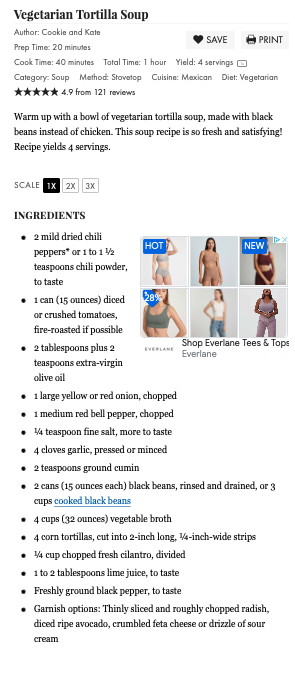 Vegetarian Tortilla Soup
Author: Cookie and Kate
Prep Time: 20 minutes
SAVE
PRINT
Cook Time: 40 minutes Total Time: 1 hour Yield: 4 servings
Category: Soup Method: Stovetop Cuisine: Mexican Diet: Vegetarian
★★★★★ 4.9 from 121 reviews
Warm up with a bowl of vegetarian tortilla soup, made with black
beans instead of chicken. This soup recipe is so fresh and satisfying!
Recipe yields 4 servings.
SCALE 1X 2X 3X
INGREDIENTS
2 mild dried chili
peppers* or 1 to 1 ½
teaspoons chili powder,
to taste
1 can (15 ounces) diced
or crushed tomatoes,
fire-roasted if possible
2 tablespoons plus 2
teaspoons extra-virgin
olive oil
HOT
NEW
28%
EVERLANE
Shop Everlane Tees & Tops
Everlane
1 large yellow or red onion, chopped
1 medium red bell pepper, chopped
¼ teaspoon fine salt, more to taste
4 cloves garlic, pressed or minced
2 teaspoons ground cumin
2 cans (15 ounces each) black beans, rinsed and drained, or 3
cups cooked black beans
4 cups (32 ounces) vegetable broth
4 corn tortillas, cut into 2-inch long, ¼-inch-wide strips
¼ cup chopped fresh cilantro, divided
1 to 2 tablespoons lime juice, to taste
Freshly ground black pepper, to taste
Garnish options: Thinly sliced and roughly chopped radish,
diced ripe avocado, crumbled feta cheese or drizzle of sour
cream